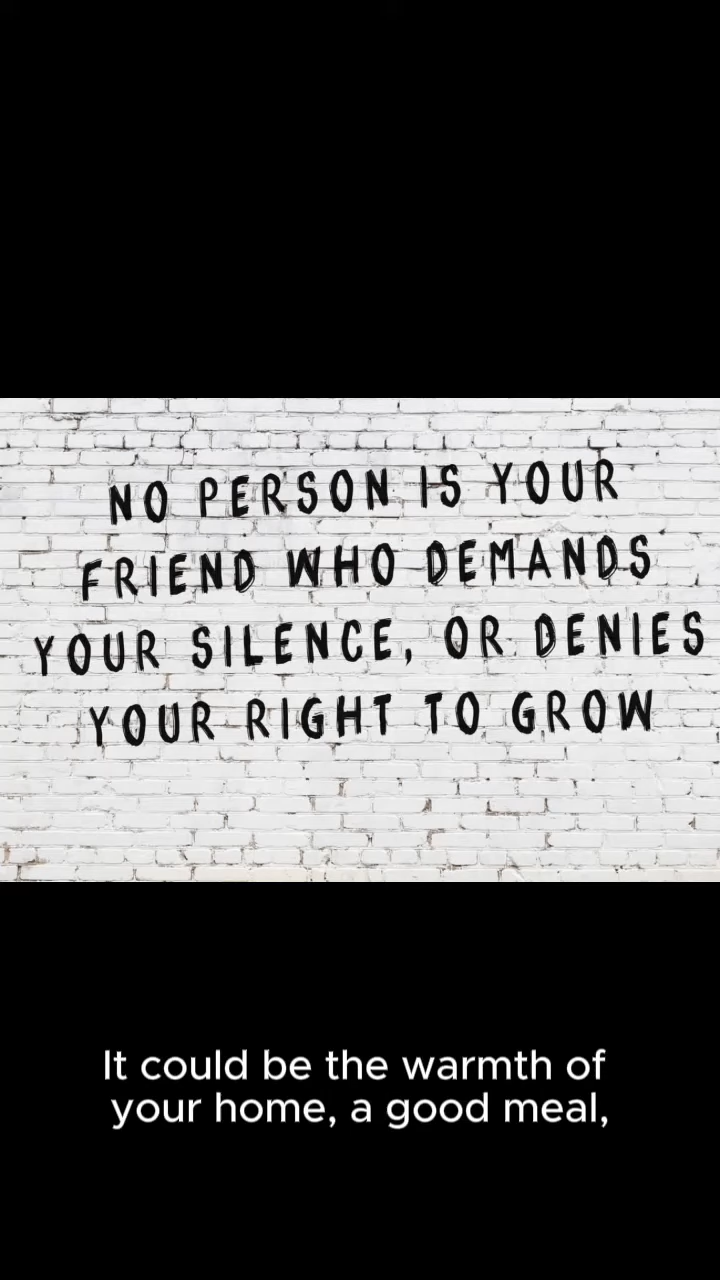 NO PERSON IS YOUR
FRIEND WHO DEMANDS
YOUR SILENCE, OR DENIES
YOUR RIGHT TO GROW
It could be the warmth of
your home, a good meal,